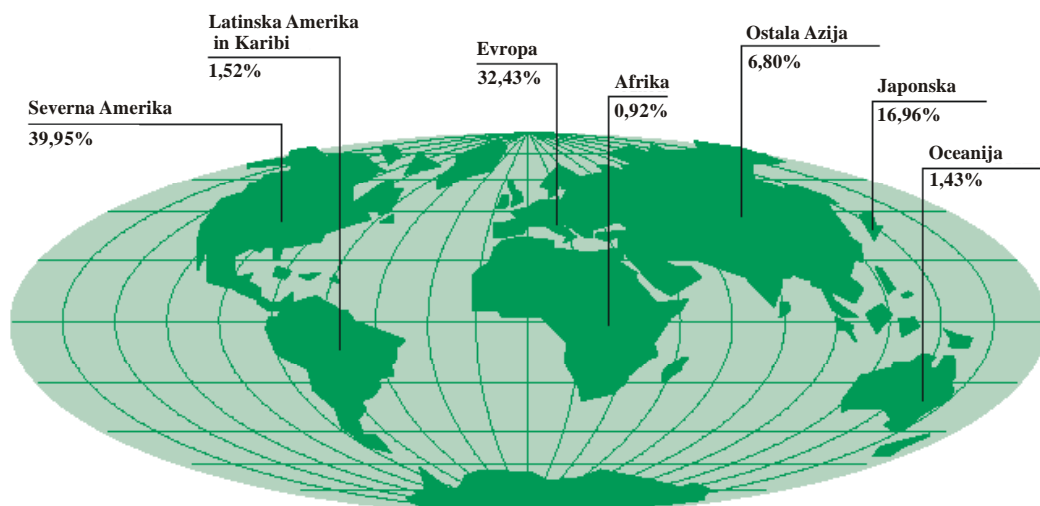 Latinska Amerika
in Karibi
1,52%
Severna Amerika
39,95%
Evropa
32,43%
Afrika
0,92%
Ostala Azija
6,80%
Japonska
16,96%
Oceanija
1,43%